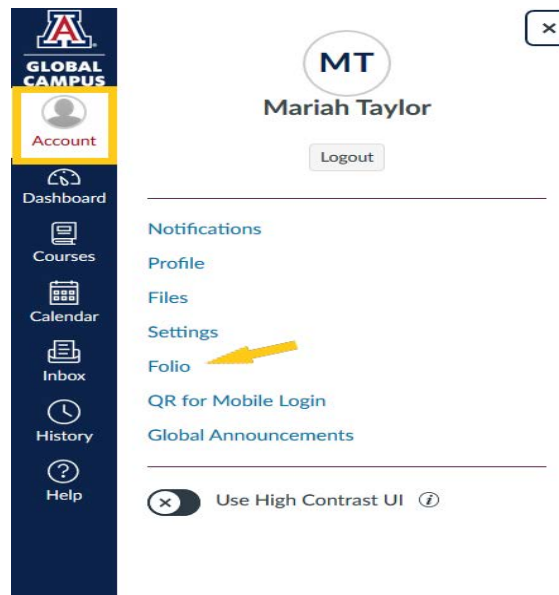 A
GLOBAL
CAMPUS
Account
Dashboard
Courses
Calendar
Inbox
History
Help
MT
Mariah Taylor
Logout
Notifications
Profile
Files
Settings
Folio
QR for Mobile Login
Global Announcements
Use High Contrast UI